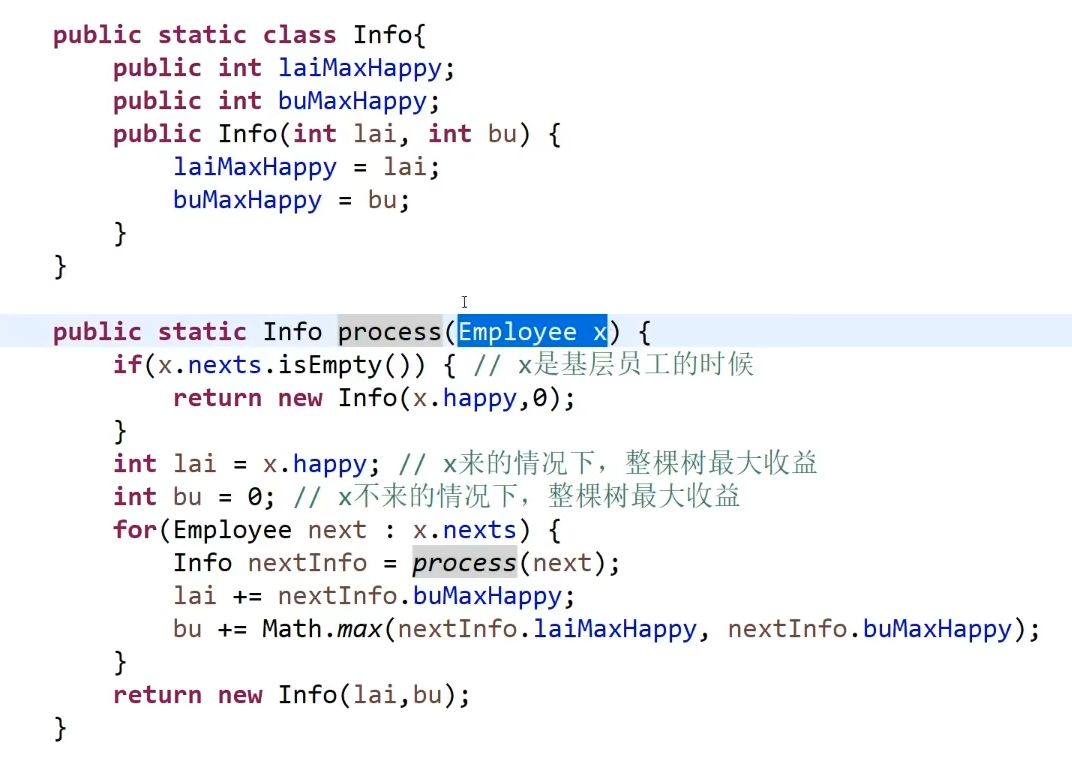 public static class Info{
    public int laiMaxHappy;
    public int buMaxHappy;
    public Info(int lai, int bu) {
        laiMaxHappy = lai;
        buMaxHappy = bu;
    }
}

public static Info process(Employee x) {
    if(x.nexts.isEmpty()) { // x是基层员工的时候
        return new Info(x.happy,0);
    }
    int lai = x.happy; // x来的情况下，整棵树最大收益
    int bu = 0; // x不来的情况下，整棵树最大收益
    for(Employee next : x.nexts) {
        Info nextInfo = process(next);
        lai += nextInfo.buMaxHappy;
        bu += Math.max(nextInfo.laiMaxHappy, nextInfo.buMaxHappy);
    }
    return new Info(lai,bu);
}